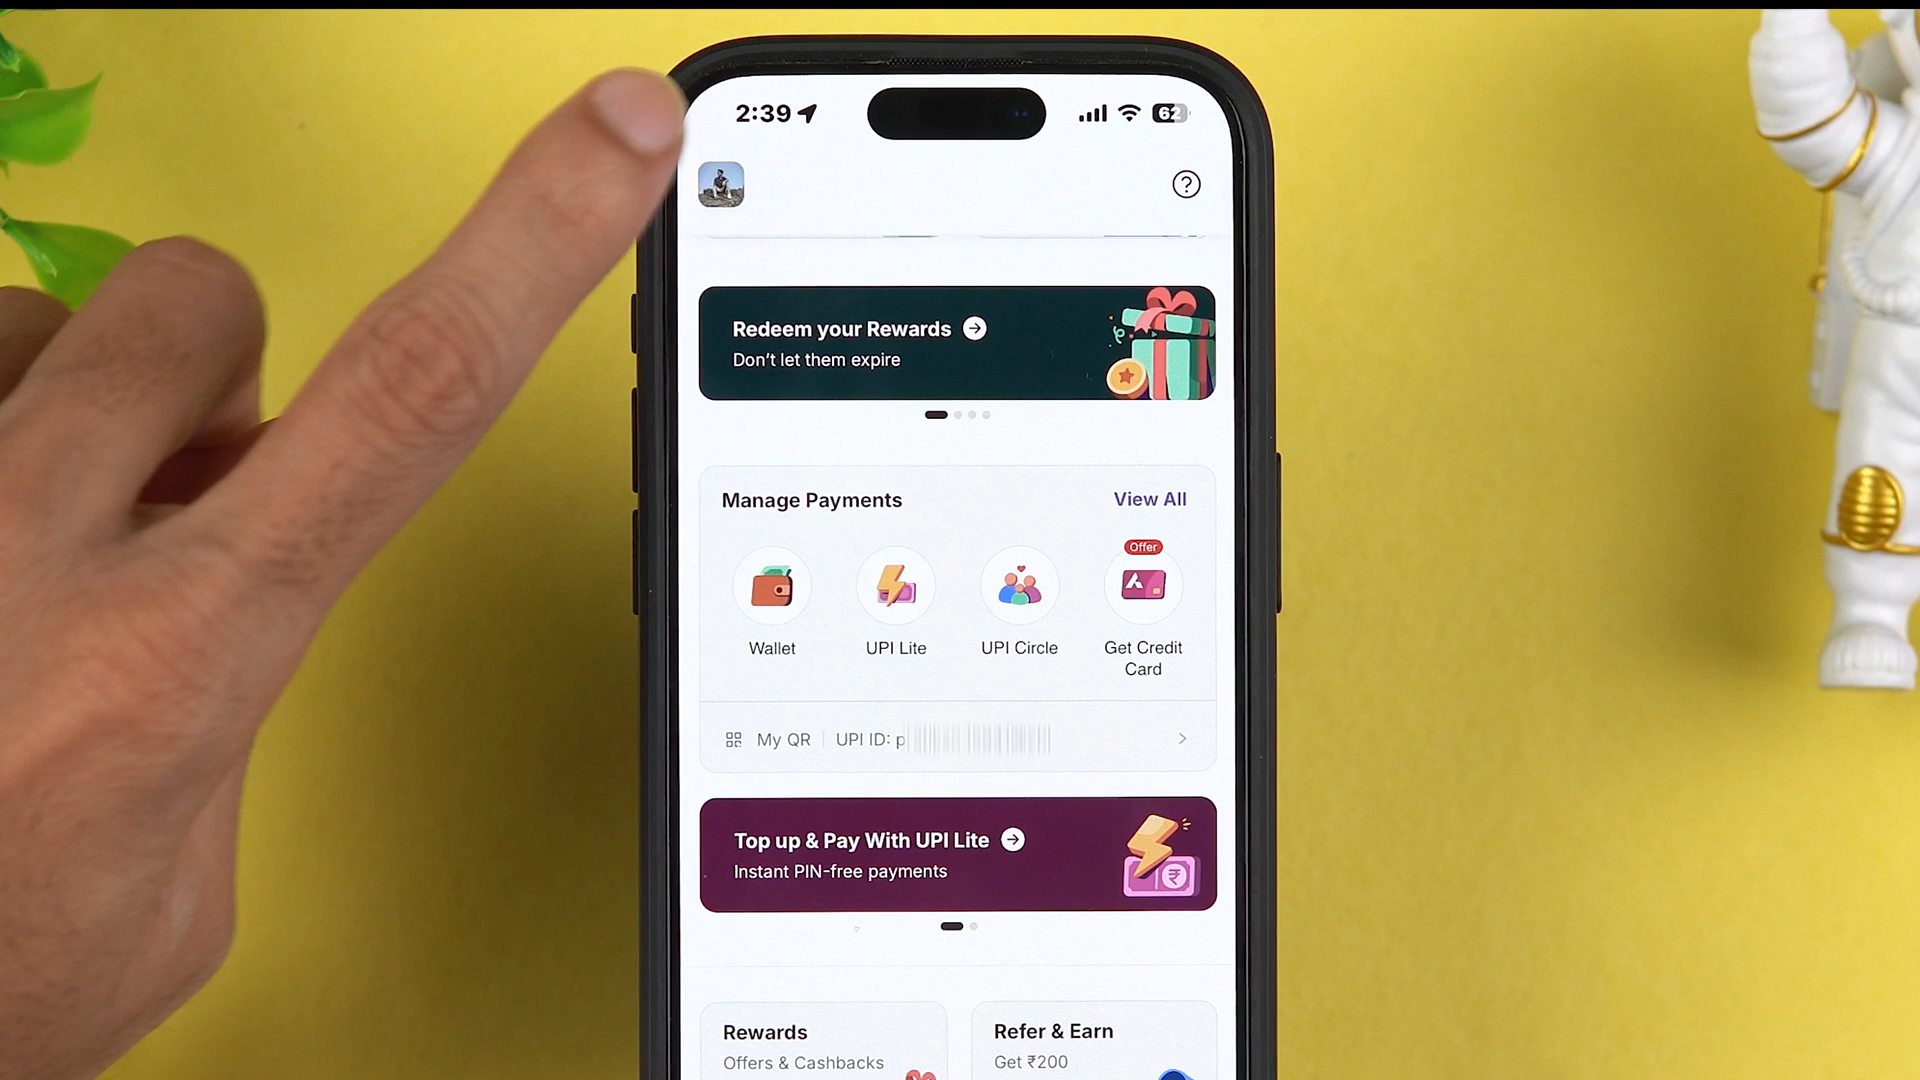 2:39
62
Redeem your Rewards
Don't let them expire
Manage Payments
View All
Offer
Wallet
UPI Lite
UPI Circle
Get Credit
Card
My QR
UPI ID: p
Top up & Pay With UPI Lite
Instant PIN-free payments
₹
Rewards
Offers & Cashbacks
Refer & Earn
Get ₹200